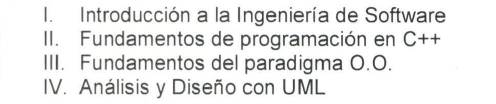 I. Introducción a la Ingeniería de Software
II. Fundamentos de programación en C++
III. Fundamentos del paradigma O.O.
IV. Análisis y Diseño con UML